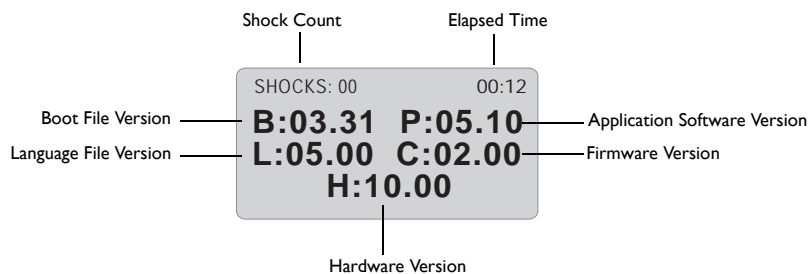 Shock Count Elapsed Time
SHOCKS: 00 00:12
Boot File Version B:03.31 P:05.10 Application Software Version
Language File Version L:05.00 C:02.00 Firmware Version
H:10.00
Hardware Version